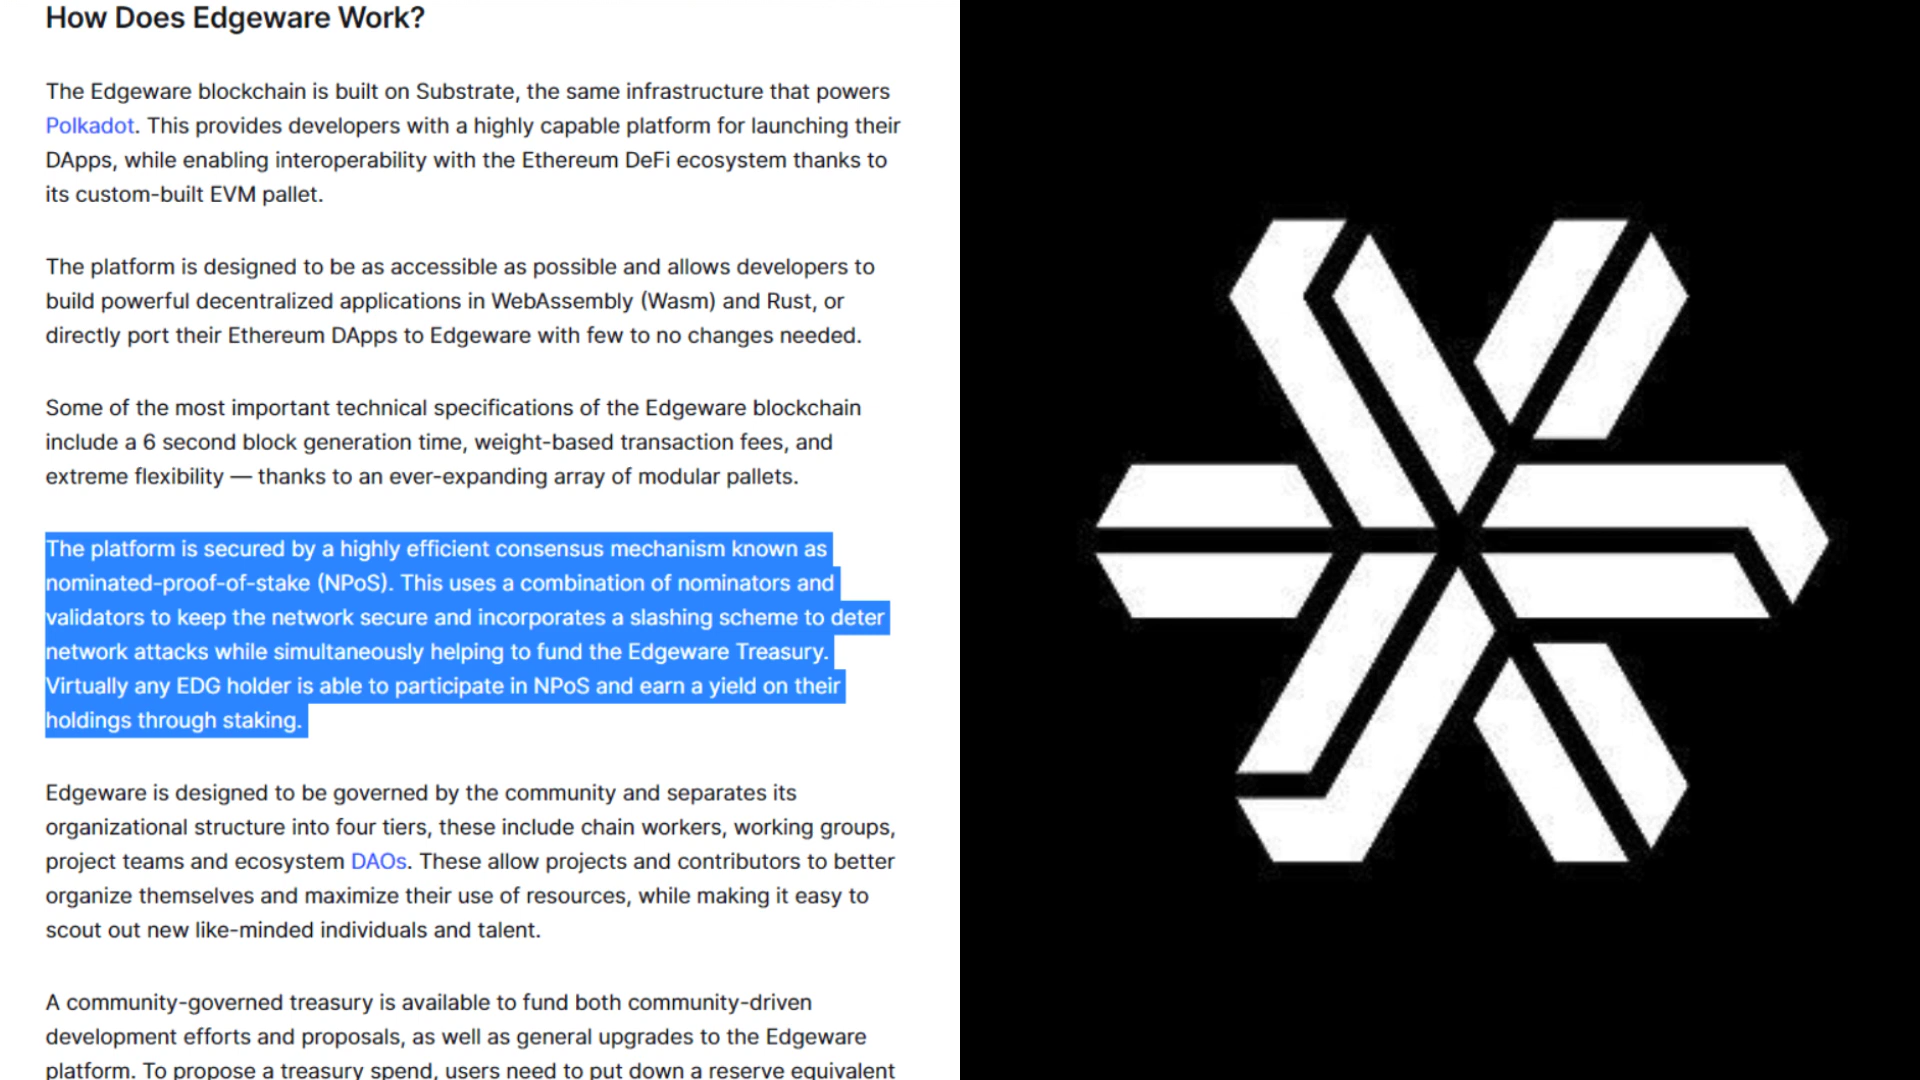 How Does Edgeware Work?
The Edgeware blockchain is built on Substrate, the same infrastructure that powers
Polkadot. This provides developers with a highly capable platform for launching their
DApps, while enabling interoperability with the Ethereum DeFi ecosystem thanks to
its custom-built EVM pallet.
The platform is designed to be as accessible as possible and allows developers to
build powerful decentralized applications in WebAssembly (Wasm) and Rust, or
directly port their Ethereum DApps to Edgeware with few to no changes needed.
Some of the most important technical specifications of the Edgeware blockchain
include a 6 second block generation time, weight-based transaction fees, and
extreme flexibility — thanks to an ever-expanding array of modular pallets.
The platform is secured by a highly efficient consensus mechanism known as
nominated-proof-of-stake (NPoS). This uses a combination of nominators and
validators to keep the network secure and incorporates a slashing scheme to deter
network attacks while simultaneously helping to fund the Edgeware Treasury.
Virtually any EDG holder is able to participate in NPoS and earn a yield on their
holdings through staking.
Edgeware is designed to be governed by the community and separates its
organizational structure into four tiers, these include chain workers, working groups,
project teams and ecosystem DAOs. These allow projects and contributors to better
organize themselves and maximize their use of resources, while making it easy to
scout out new like-minded individuals and talent.
A community-governed treasury is available to fund both community-driven
development efforts and proposals, as well as general upgrades to the Edgeware
platform. To propose a treasury spend, users need to put down a reserve equivalent